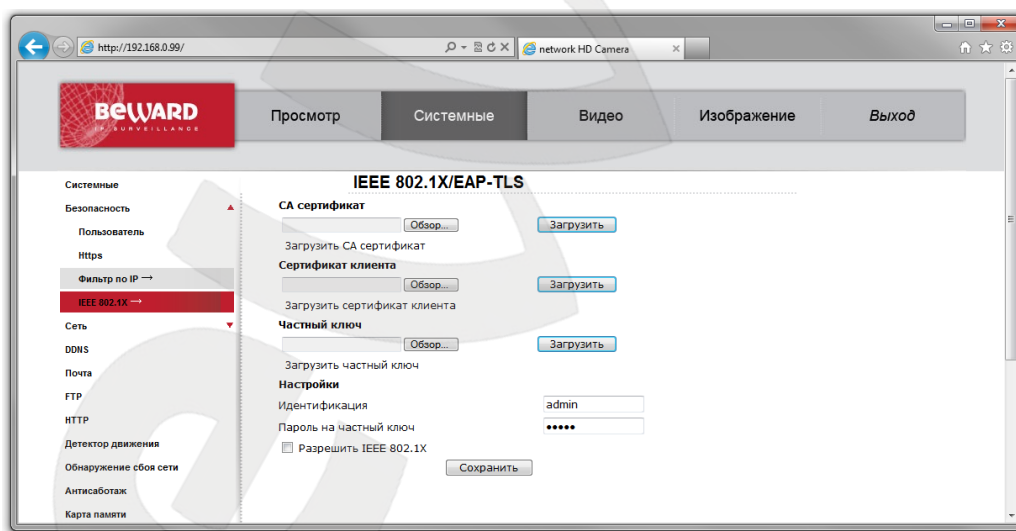 http://192.168.0.99/
network HD Camera
BEWARD
IP SURVEILLANCE
Просмотр
Системные
Видео
Изображение
Выход
Системные
Безопасность
Пользователь
Https
Фильтр по IP →
IEEE 802.1X →
Сеть
DDNS
Почта
FTP
HTTP
Детектор движения
Обнаружение сбоя сети
Антисаботаж
Карта памяти
IEEE 802.1X/EAP-TLS
CA сертификат
Обзор... Загрузить
Загрузить CA сертификат
Сертификат клиента
Обзор... Загрузить
Загрузить сертификат клиента
Частный ключ
Обзор... Загрузить
Загрузить частный ключ
Настройки
Идентификация admin
Пароль на частный ключ •••••
Разрешить IEEE 802.1X
Сохранить